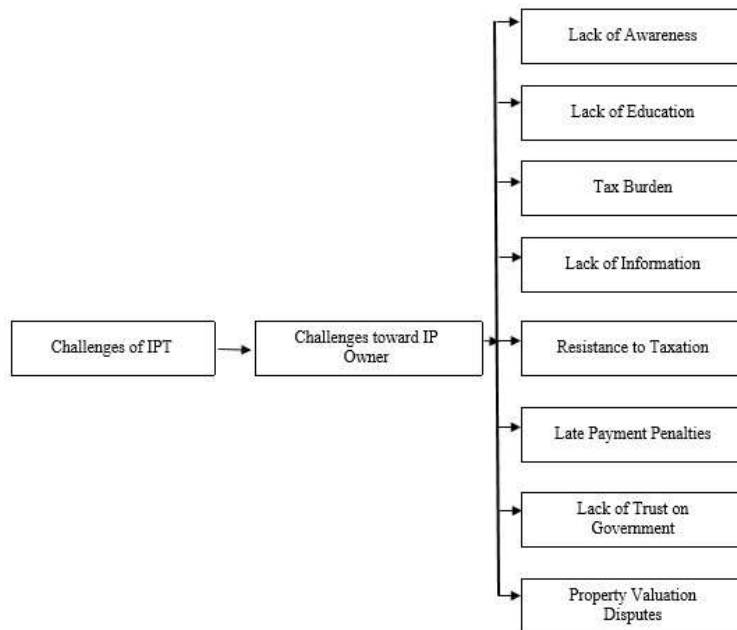 Lack of Awareness
Lack of Education
Tax Burden
Lack of Information
Challenges of IPT
Challenges toward IP
Owner
Resistance to Taxation
Late Payment Penalties
Lack of Trust on
Government
Property Valuation
Disputes